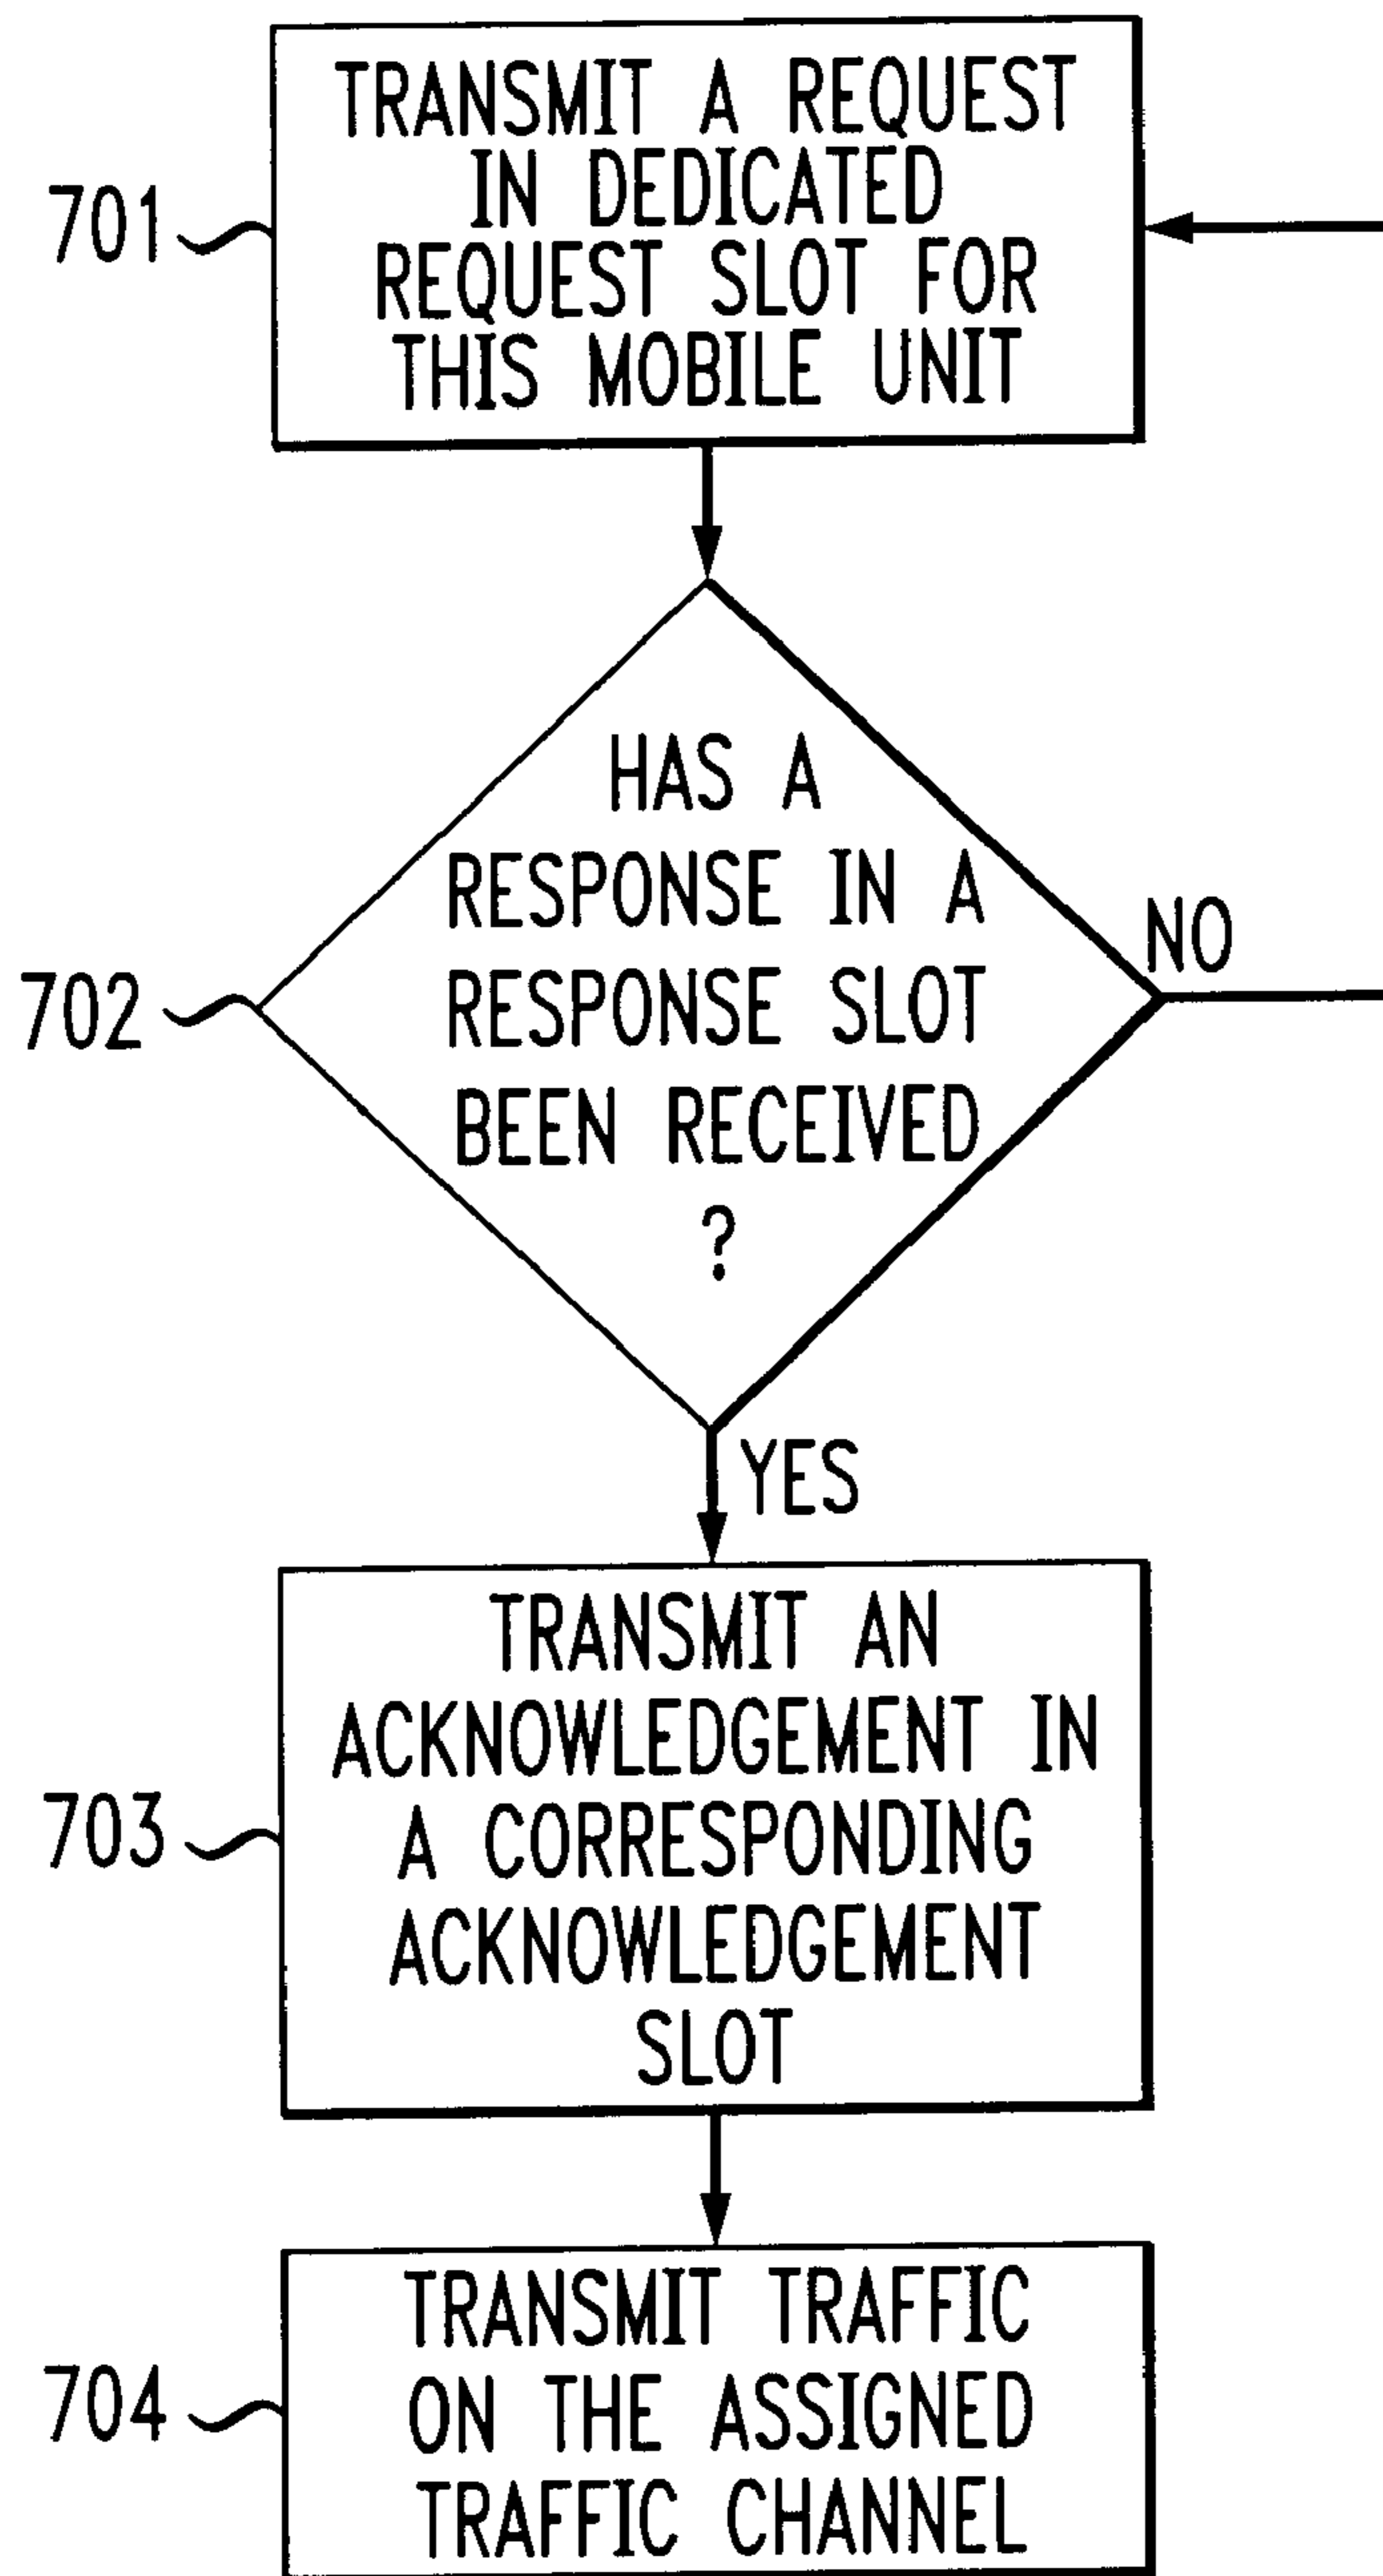 TRANSMIT A REQUEST
IN DEDICATED
REQUEST SLOT FOR
THIS MOBILE UNIT
701
HAS A
RESPONSE IN A
RESPONSE SLOT
BEEN RECEIVED
?
NO
702
YES
TRANSMIT AN
ACKNOWLEDGEMENT IN
A CORRESPONDING
ACKNOWLEDGEMENT
SLOT
703
TRANSMIT TRAFFIC
ON THE ASSIGNED
TRAFFIC CHANNEL
704